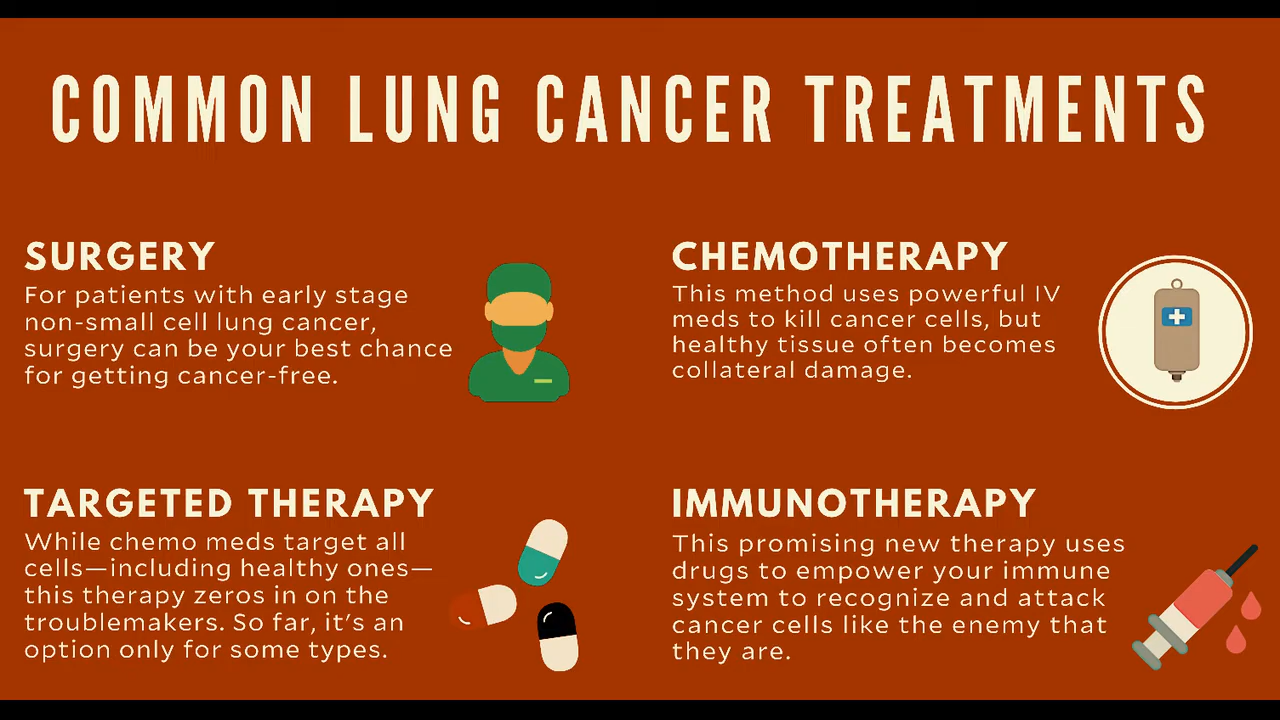 COMMON LUNG CANCER TREATMENTS
SURGERY
For patients with early stage
non-small cell lung cancer,
surgery can be your best chance
for getting cancer-free.
CHEMOTHERAPY
This method uses powerful IV
meds to kill cancer cells, but
healthy tissue often becomes
collateral damage.
TARGETED THERAPY
While chemo meds target all
cells—including healthy ones—
this therapy zeros in on the
troublemakers. So far, it's an
option only for some types.
IMMUNOTHERAPY
This promising new therapy uses
drugs to empower your immune
system to recognize and attack
cancer cells like the enemy that
they are.